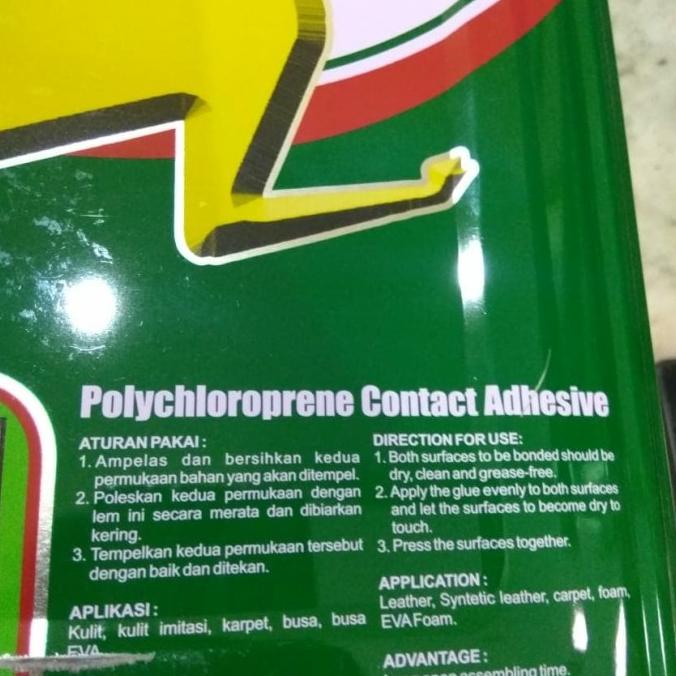 Polychloroprene Contact Adhesive
ATURAN PAKAI :
1. Ampelas dan bersihkan kedua
permukaan bahan yang akan ditempel.
2. Poleskan kedua permukaan dengan
lem ini secara merata dan dibiarkan
kering.
3. Tempelkan kedua permukaan tersebut
dengan baik dan ditekan.
APLIKASI :
Kulit, kulit imitasi, karpet, busa, busa
EVA.
DIRECTION FOR USE:
1. Both surfaces to be bonded should be
dry, clean and grease-free.
2. Apply the glue evenly to both surfaces
and let the surfaces to become dry to
touch.
3. Press the surfaces together.
APPLICATION :
Leather, Syntetic leather, carpet, foam,
EVA Foam.
ADVANTAGE :
assembling time.